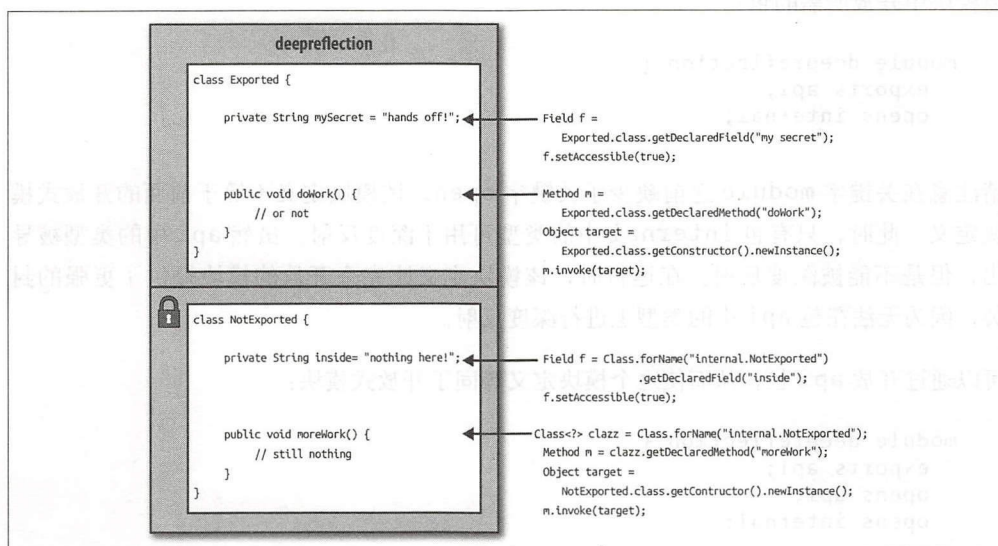 deepreflection
class Exported {
private String mySecret = "hands off!";
public void doWork() {
// or not
}
}
Field f =
Exported.class.getDeclaredField("my secret");
f.setAccessible(true);
Method m =
Exported.class.getDeclaredMethod("doWork");
Object target =
Exported.class.getConstructor().newInstance();
m.invoke(target);
class NotExported {
private String inside= "nothing here!";
public void moreWork() {
// still nothing
}
}
Field f = Class.forName("internal.NotExported")
.getDeclaredField("inside");
f.setAccessible(true);
Class<?> clazz = Class.forName("internal.NotExported");
Method m = clazz.getDeclaredMethod("moreWork");
Object target =
NotExported.class.getContructor().newInstance();
m.invoke(target);